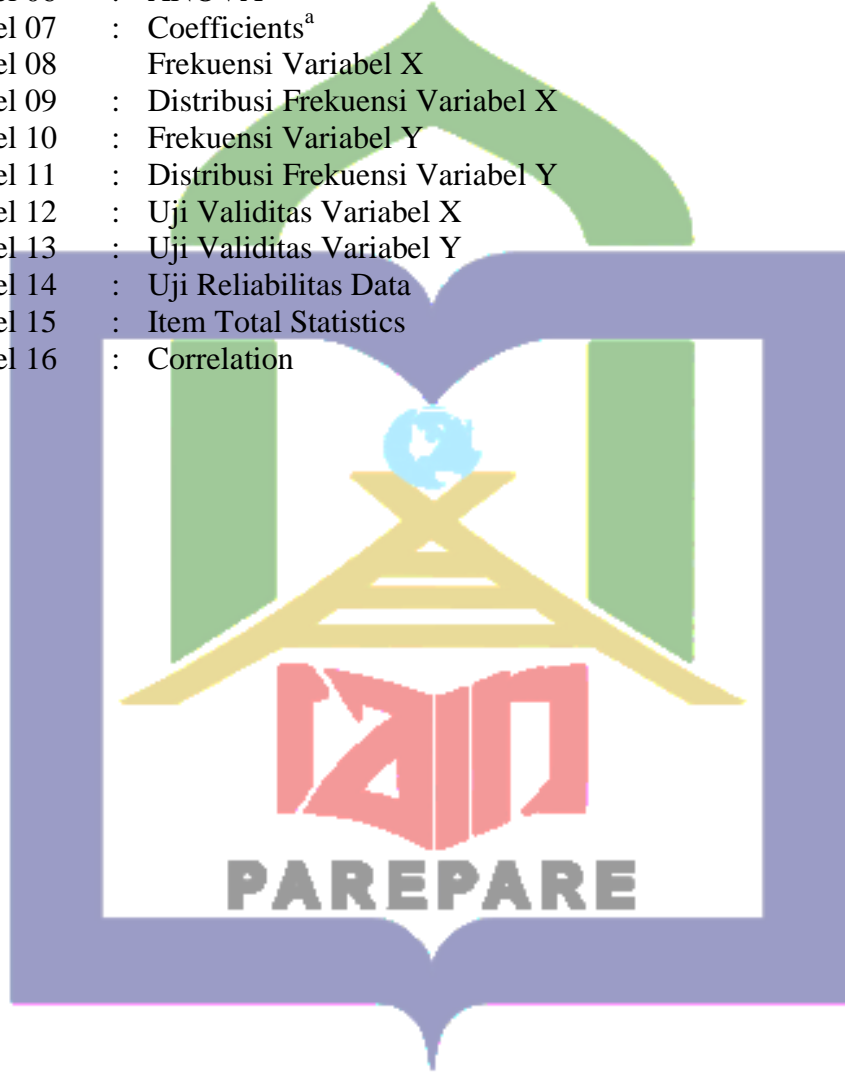 el 07 : Coefficientsᵃ
el 08 Frekuensi Variabel X
el 09 : Distribusi Frekuensi Variabel X
el 10 : Frekuensi Variabel Y
el 11 : Distribusi Frekuensi Variabel Y
el 12 : Uji Validitas Variabel X
el 13 : Uji Validitas Variabel Y
el 14 : Uji Reliabilitas Data
el 15 : Item Total Statistics
el 16 : Correlation
PAREPARE